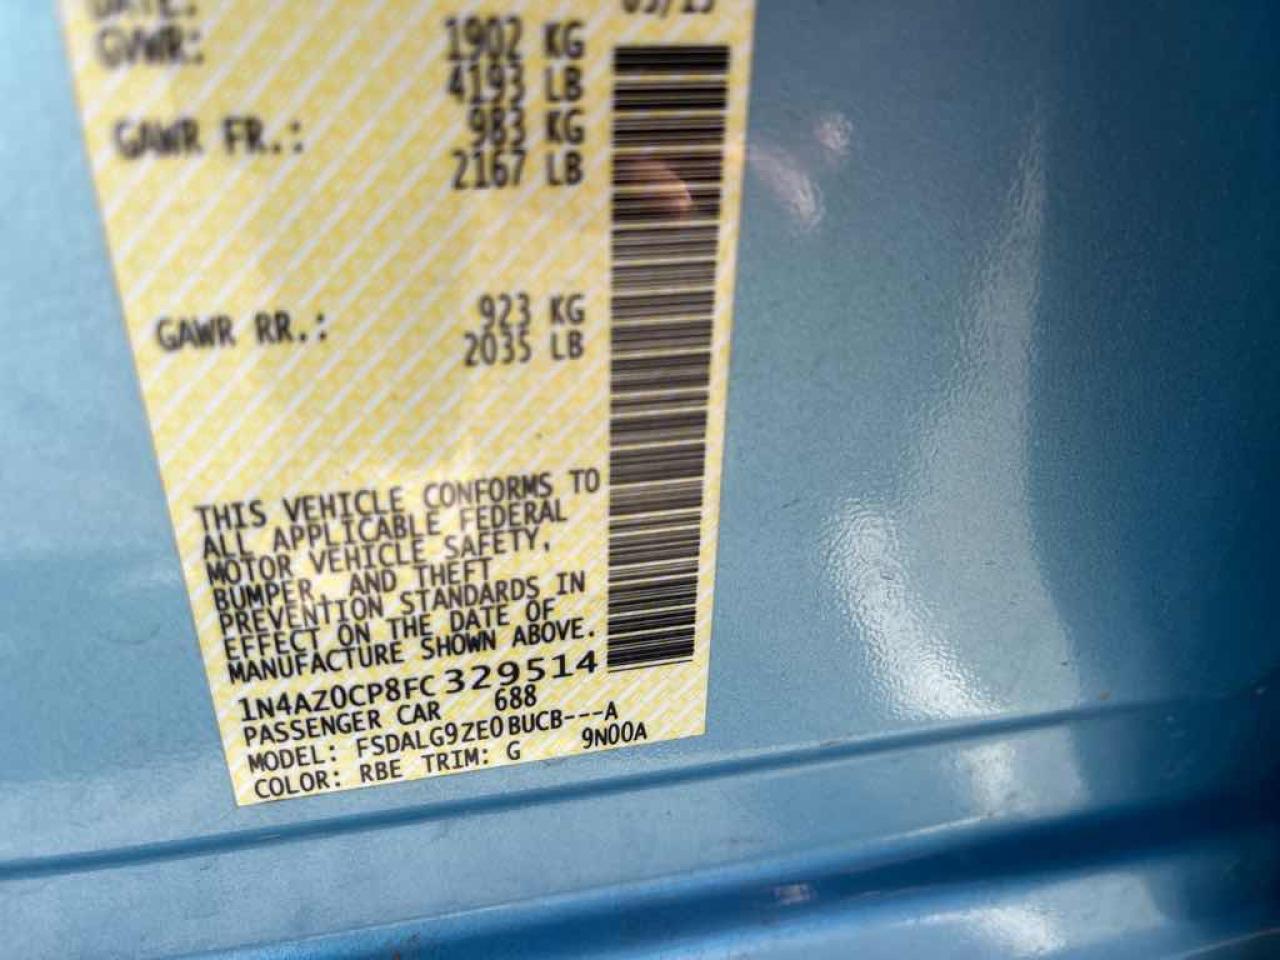 DATE:
GVWR: 1902 KG
4193 LB
GAWR FR.: 983 KG
2167 LB
GAWR RR.: 923 KG
2035 LB
THIS VEHICLE CONFORMS TO
ALL APPLICABLE FEDERAL
MOTOR VEHICLE SAFETY,
BUMPER, AND THEFT
PREVENTION STANDARDS IN
EFFECT ON THE DATE OF
MANUFACTURE SHOWN ABOVE.
1N4AZ0CP8FC329514
PASSENGER CAR 688
MODEL: FSDALG9ZE0BUCB---A
COLOR: RBE TRIM: G 9N00A